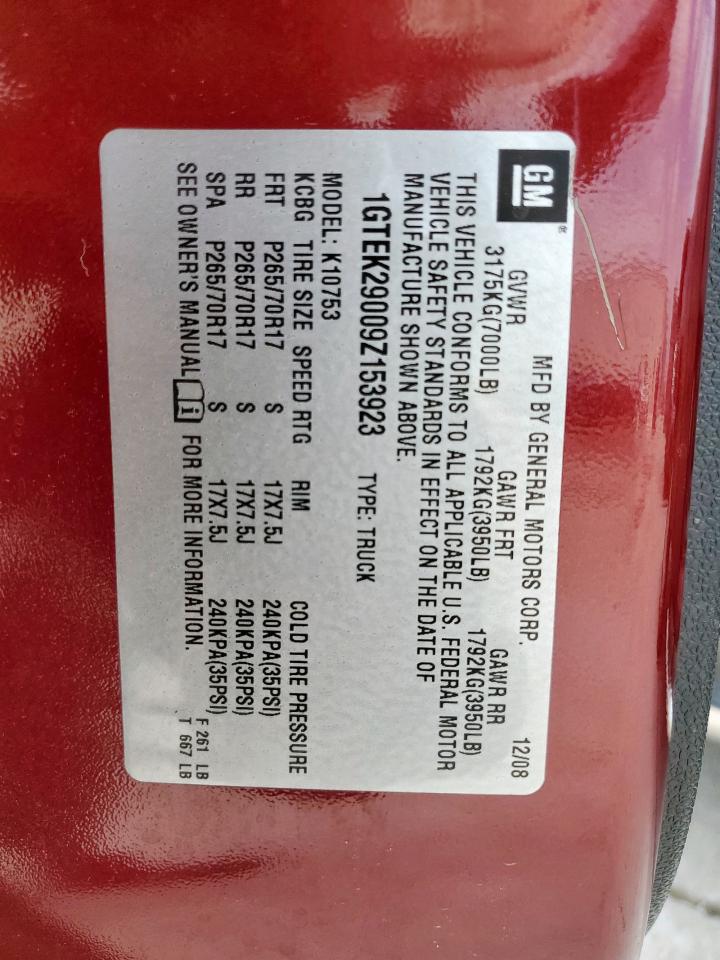 GM
MFD BY GENERAL MOTORS CORP. 12/08
GVWR GAWR FRT GAWR RR
3175KG(7000LB) 1792KG(3950LB) 1792KG(3950LB)
THIS VEHICLE CONFORMS TO ALL APPLICABLE U.S. FEDERAL MOTOR
VEHICLE SAFETY STANDARDS IN EFFECT ON THE DATE OF
MANUFACTURE SHOWN ABOVE.
1GTEK29009Z153923 TYPE: TRUCK
MODEL: K10753
KCBG TIRE SIZE SPEED RTG RIM COLD TIRE PRESSURE
FRT P265/70R17 S 17X7.5J 240KPA(35PSI)
RR P265/70R17 S 17X7.5J 240KPA(35PSI)
SPA P265/70R17 S 17X7.5J 240KPA(35PSI) F 261 LB
SEE OWNER'S MANUAL i FOR MORE INFORMATION. T 667 LB